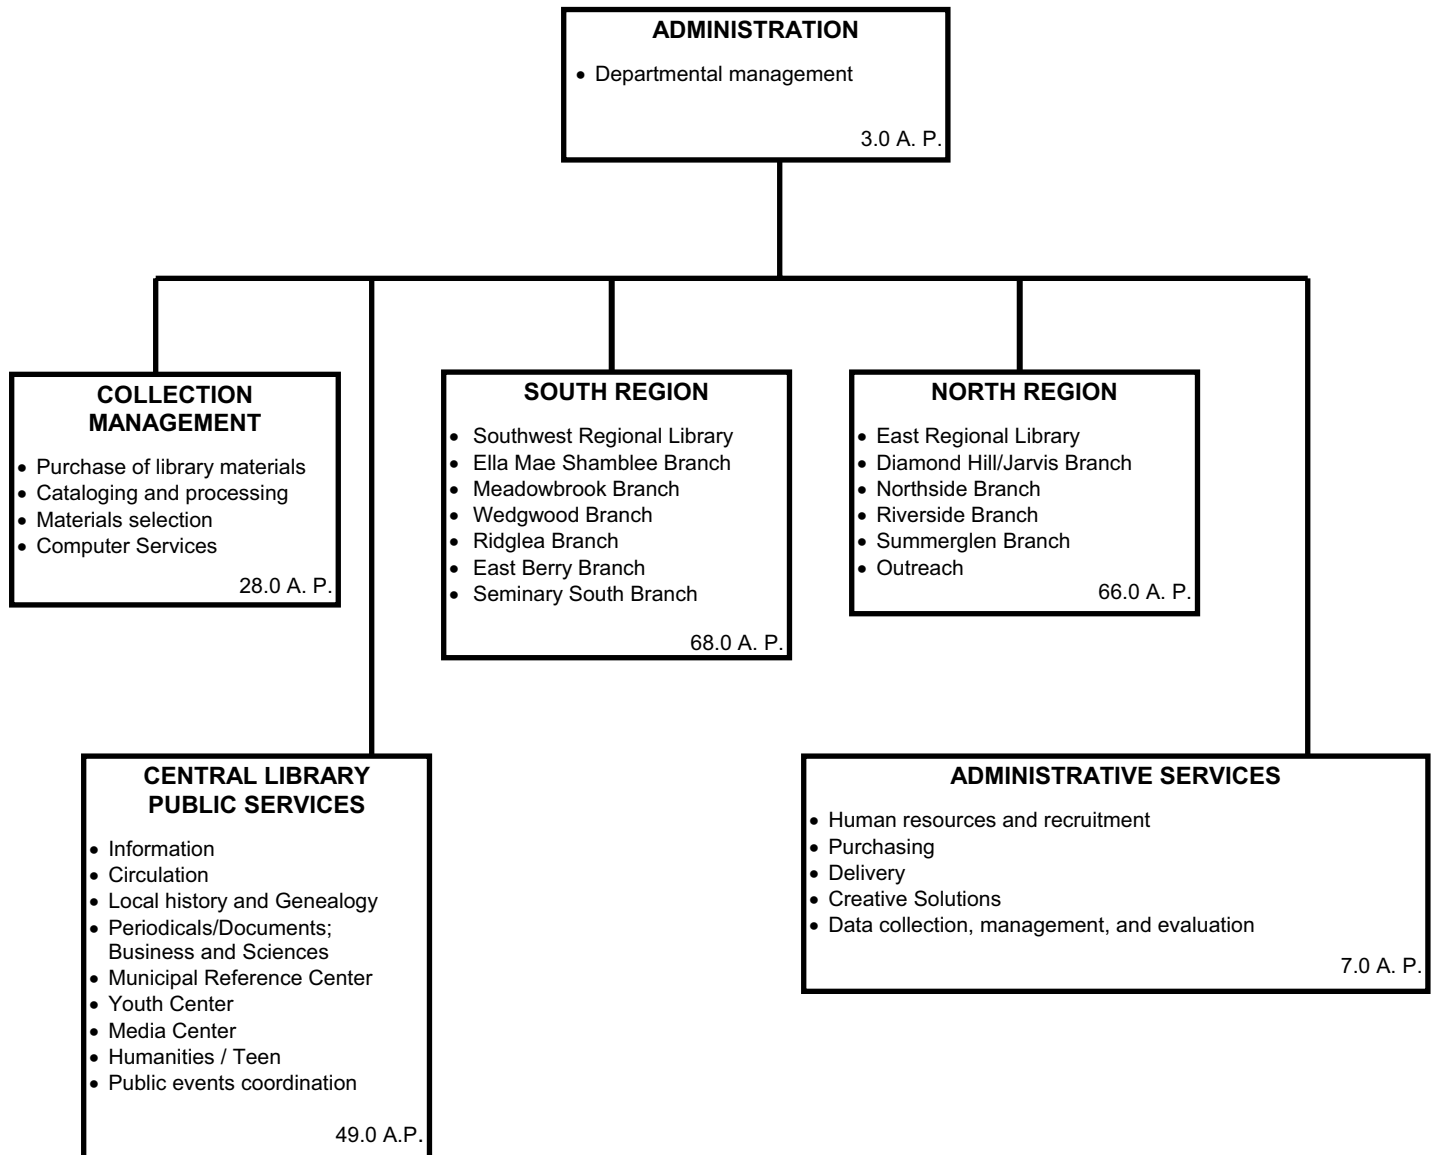 ADMINISTRATION
• Departmental management
3.0 A. P.
COLLECTION
MANAGEMENT
• Purchase of library materials
• Cataloging and processing
• Materials selection
• Computer Services
28.0 A. P.
SOUTH REGION
• Southwest Regional Library
• Ella Mae Shamblee Branch
• Meadowbrook Branch
• Wedgwood Branch
• Ridglea Branch
• East Berry Branch
• Seminary South Branch
68.0 A. P.
NORTH REGION
• East Regional Library
• Diamond Hill/Jarvis Branch
• Northside Branch
• Riverside Branch
• Summerglen Branch
• Outreach
66.0 A. P.
CENTRAL LIBRARY
PUBLIC SERVICES
• Information
• Circulation
• Local history and Genealogy
• Periodicals/Documents;
Business and Sciences
• Municipal Reference Center
• Youth Center
• Media Center
• Humanities / Teen
• Public events coordination
49.0 A.P.
ADMINISTRATIVE SERVICES
• Human resources and recruitment
• Purchasing
• Delivery
• Creative Solutions
• Data collection, management, and evaluation
7.0 A. P.